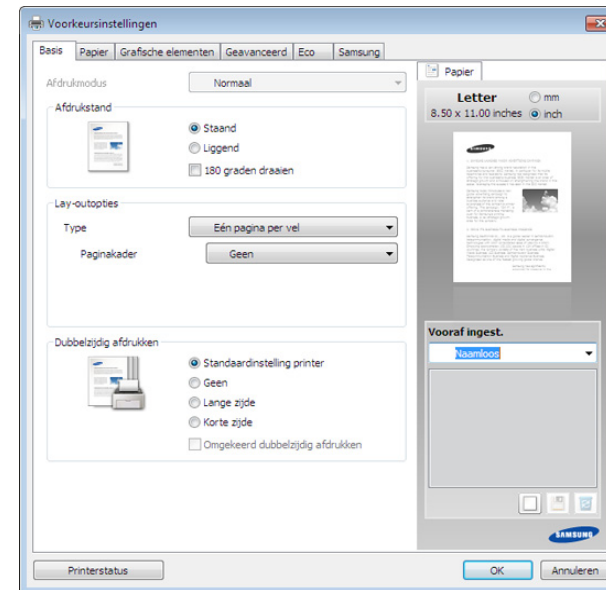 Voorkeursinstellingen
Basis Papier Grafische elementen Geavanceerd Eco Samsung
Afdrukmodus Normaal
Afdrukstand
Staand
Liggend
180 graden draaien
Lay-outopties
Type Eén pagina per vel
Paginakader Geen
Dubbelzijdig afdrukken
Standaardinstelling printer
Geen
Lange zijde
Korte zijde
Omgekeerd dubbelzijdig afdrukken
Papier
Letter mm
8.50 x 11.00 inches inch
SAMSUNG
Vooraf ingest.
Naamloos
SAMSUNG
Printerstatus OK Annuleren